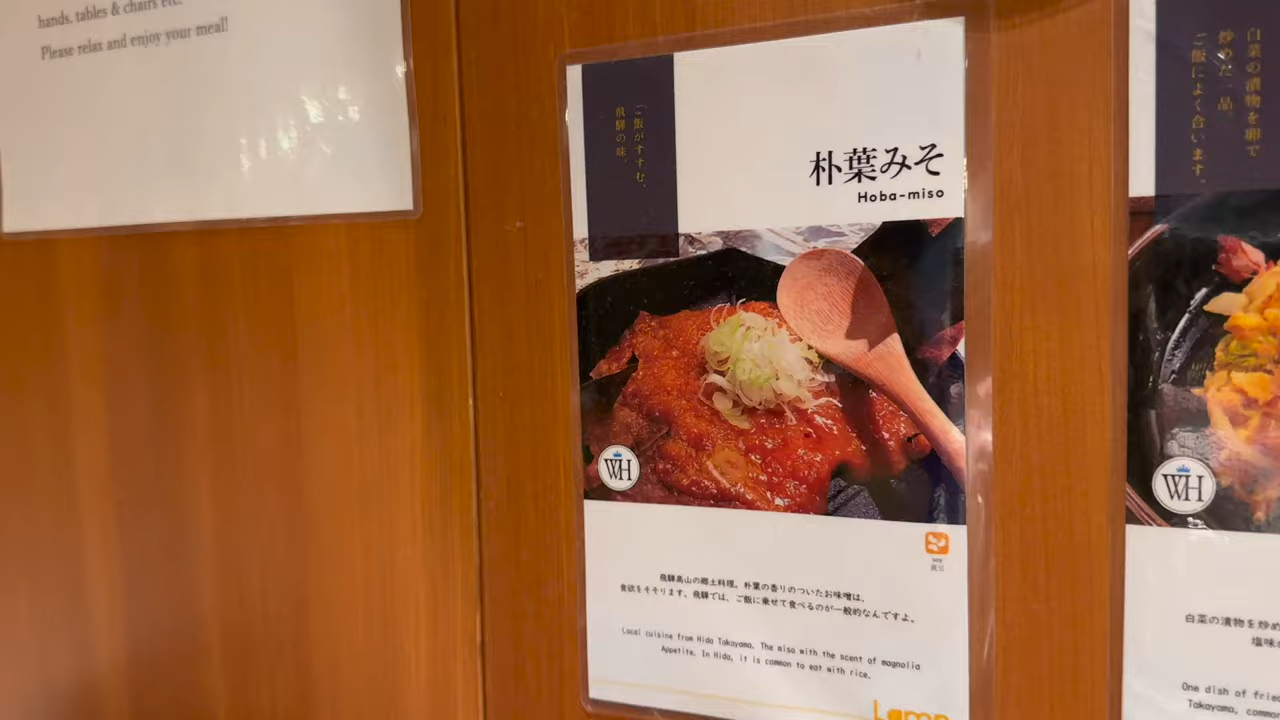 hands, tables & chairs etc.
Please relax and enjoy your meal!
ご飯がすすむ、
飛騨の味。
朴葉みそ
Hoba-miso
WH
飛騨高山の郷土料理。朴葉の香りのついたお味噌は、
食欲をそそります。飛騨では、ご飯に乗せて食べるのが一般的なんですよ。
Local cuisine from Hida Takayama. The miso with the scent of magnolia
Appetite. In Hida, it is common to eat with rice.
白菜の漬物を卵で
炒めた一品。
ご飯によく合います。
WH
白菜の漬物を炒め
塩味
One dish of frie
Takayama, commo